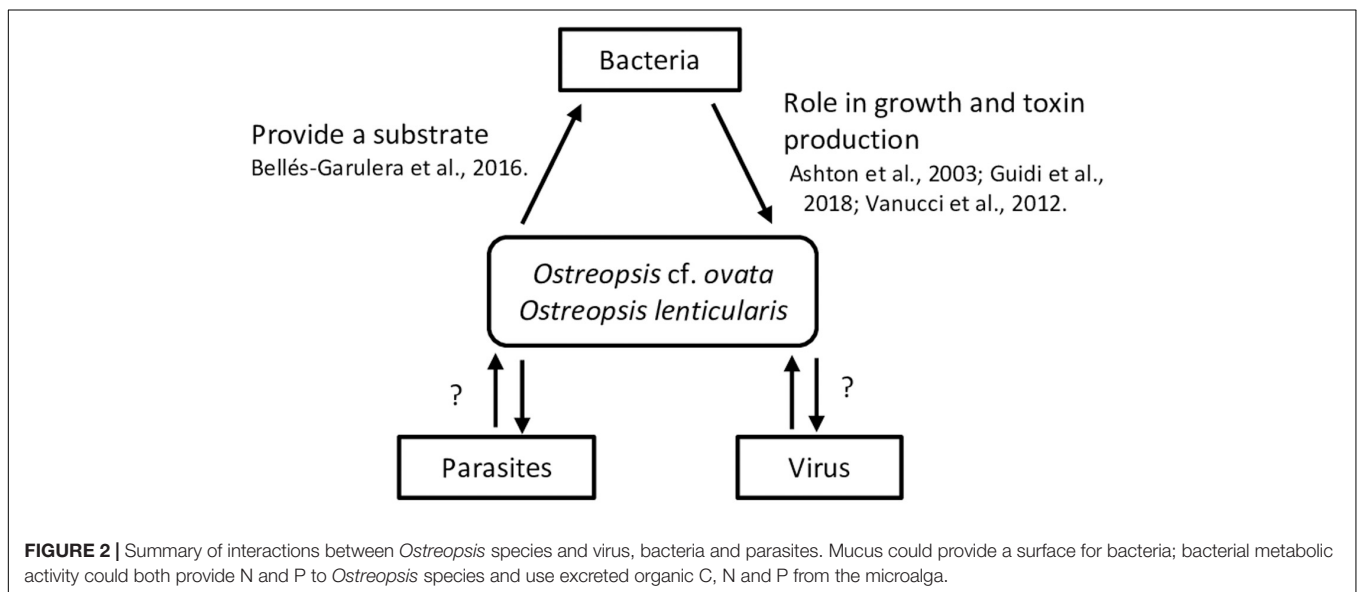 Bacteria
Provide a substrate
Bellés-Garulera et al., 2016.
Role in growth and toxin
production
Ashton et al., 2003; Guidi et al.,
2018; Vanucci et al., 2012.
Ostreopsis cf. ovata
Ostreopsis lenticularis
?
?
Parasites
Virus
FIGURE 2 | Summary of interactions between Ostreopsis species and virus, bacteria and parasites. Mucus could provide a surface for bacteria; bacterial metabolic
activity could both provide N and P to Ostreopsis species and use excreted organic C, N and P from the microalga.